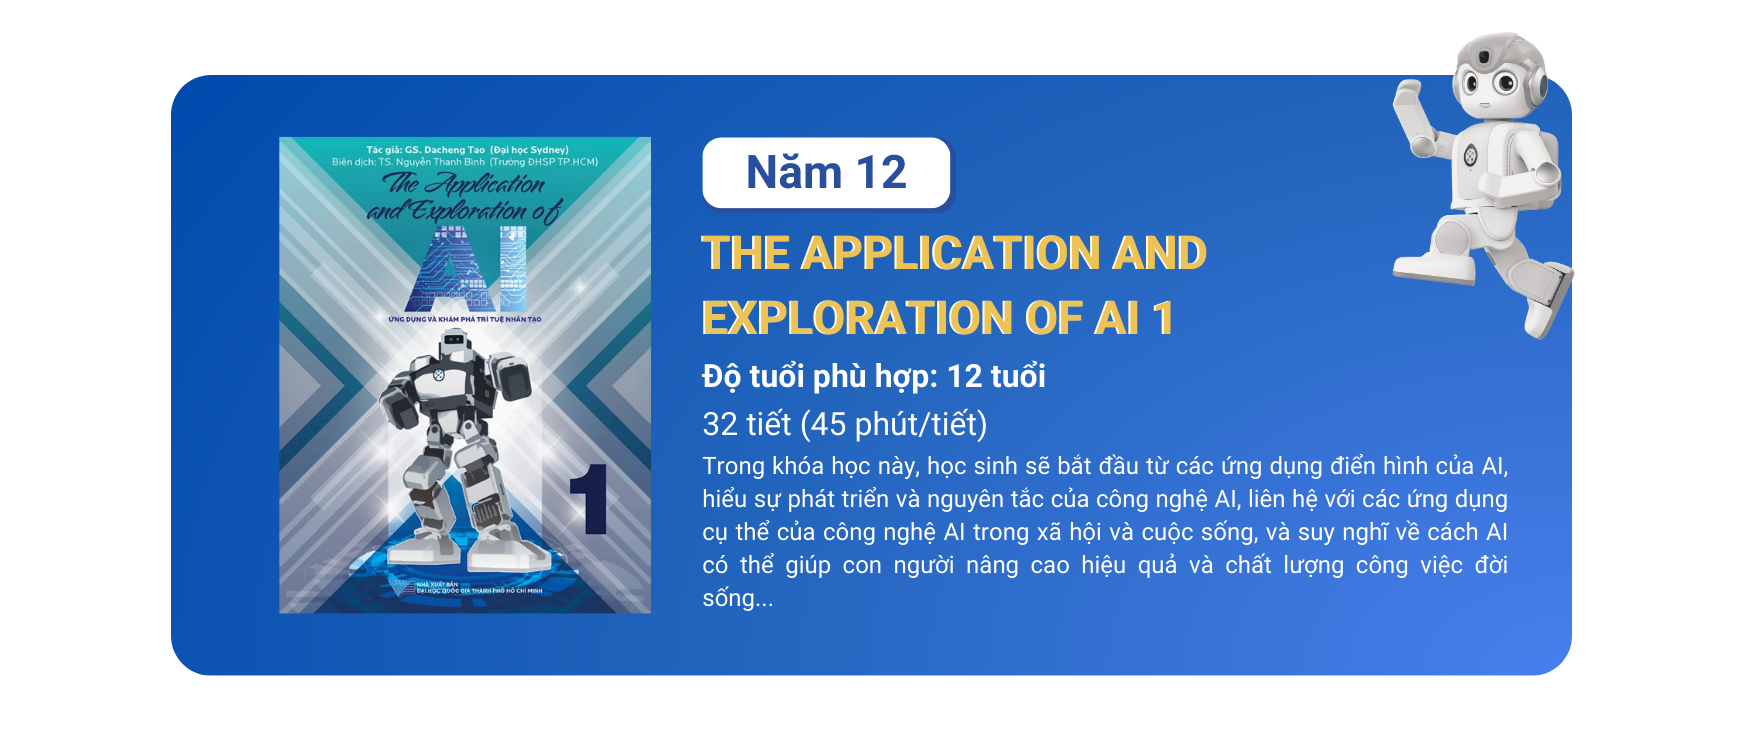 Tác giả: GS. Dacheng Tao (Đại học Sydney)
Biên dịch: TS. Nguyễn Thanh Bình (Trường ĐHSP TP.HCM)
The Application
and Exploration of
AI
ỨNG DỤNG VÀ KHÁM PHÁ TRÍ TUỆ NHÂN TẠO
1
NHÀ XUẤT BẢN
ĐẠI HỌC QUỐC GIA THÀNH PHỐ HỒ CHÍ MINH
Năm 12
THE APPLICATION AND
EXPLORATION OF AI 1
Độ tuổi phù hợp: 12 tuổi
32 tiết (45 phút/tiết)
Trong khóa học này, học sinh sẽ bắt đầu từ các ứng dụng điển hình của AI,
hiểu sự phát triển và nguyên tắc của công nghệ AI, liên hệ với các ứng dụng
cụ thể của công nghệ AI trong xã hội và cuộc sống, và suy nghĩ về cách AI
có thể giúp con người nâng cao hiệu quả và chất lượng công việc đời
sống...